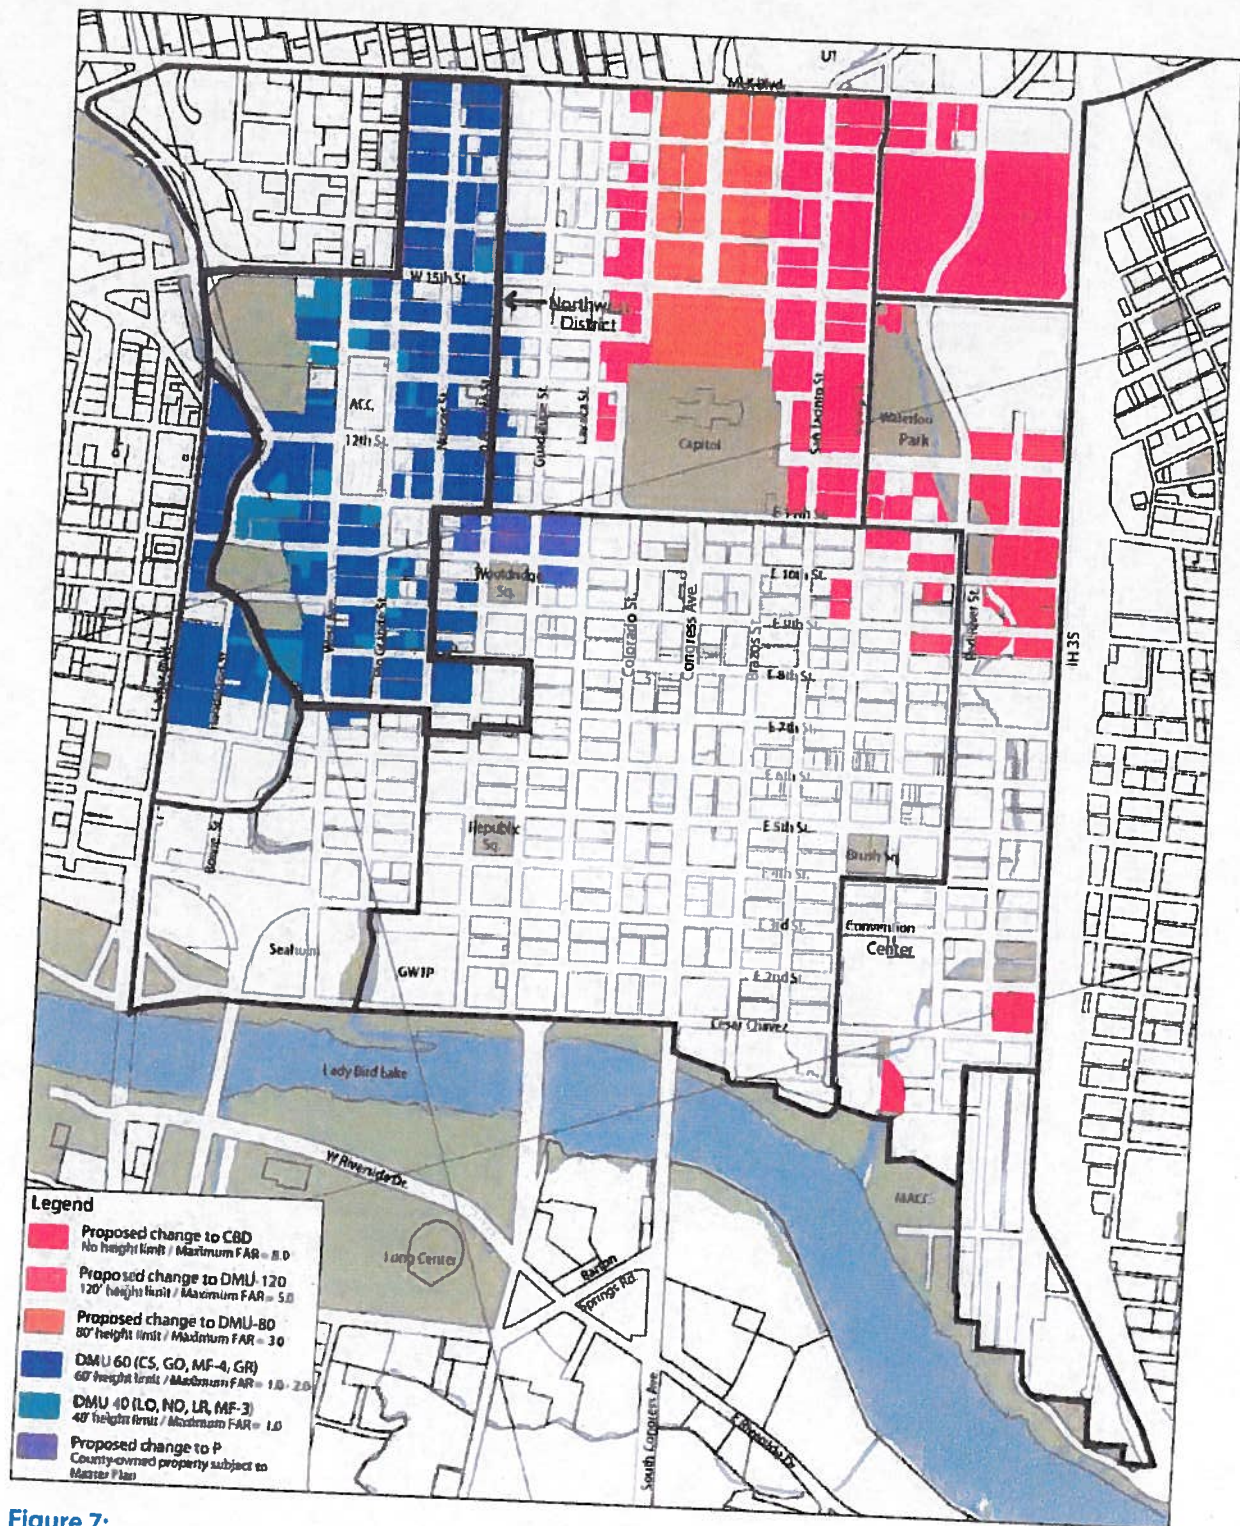 UT
MLK Blvd.
W 15th St.
District
ACC
12th St.
Nueces St.
Guadalupe St.
Lavaca St.
San Jacinto St.
Capitol
Waterloo
Park
E 11th St.
Wooldridge
Sq.
E 10th St.
E 9th St.
E 8th St.
E 7th St.
E 6th St.
E 5th St.
E 4th St.
E 3rd St.
E 2nd St.
Colorado St.
Congress Ave.
Brazos St.
Red River St.
IH 35
Rio Grande St.
West Ave.
Bowie St.
Republic
Sq.
Brush Sq.
Convention
Center
Seaholm
GWTP
Cesar Chavez
Lady Bird Lake
W Riverside Dr.
Long Center
Barton
Springs Rd.
MACC
South Congress Ave.
E Riverside Dr.
Legend
Proposed change to CBD
No height limit / Maximum FAR = 8.0
Proposed change to DMU-120
120' height limit / Maximum FAR = 5.0
Proposed change to DMU-80
80' height limit / Maximum FAR = 3.0
DMU 60 (CS, GO, MF-4, GR)
60' height limit / Maximum FAR = 1.0 - 2.0
DMU 40 (LO, NO, LR, MF-3)
40' height limit / Maximum FAR = 1.0
Proposed change to P
County-owned property subject to
Master Plan
Figure 7: